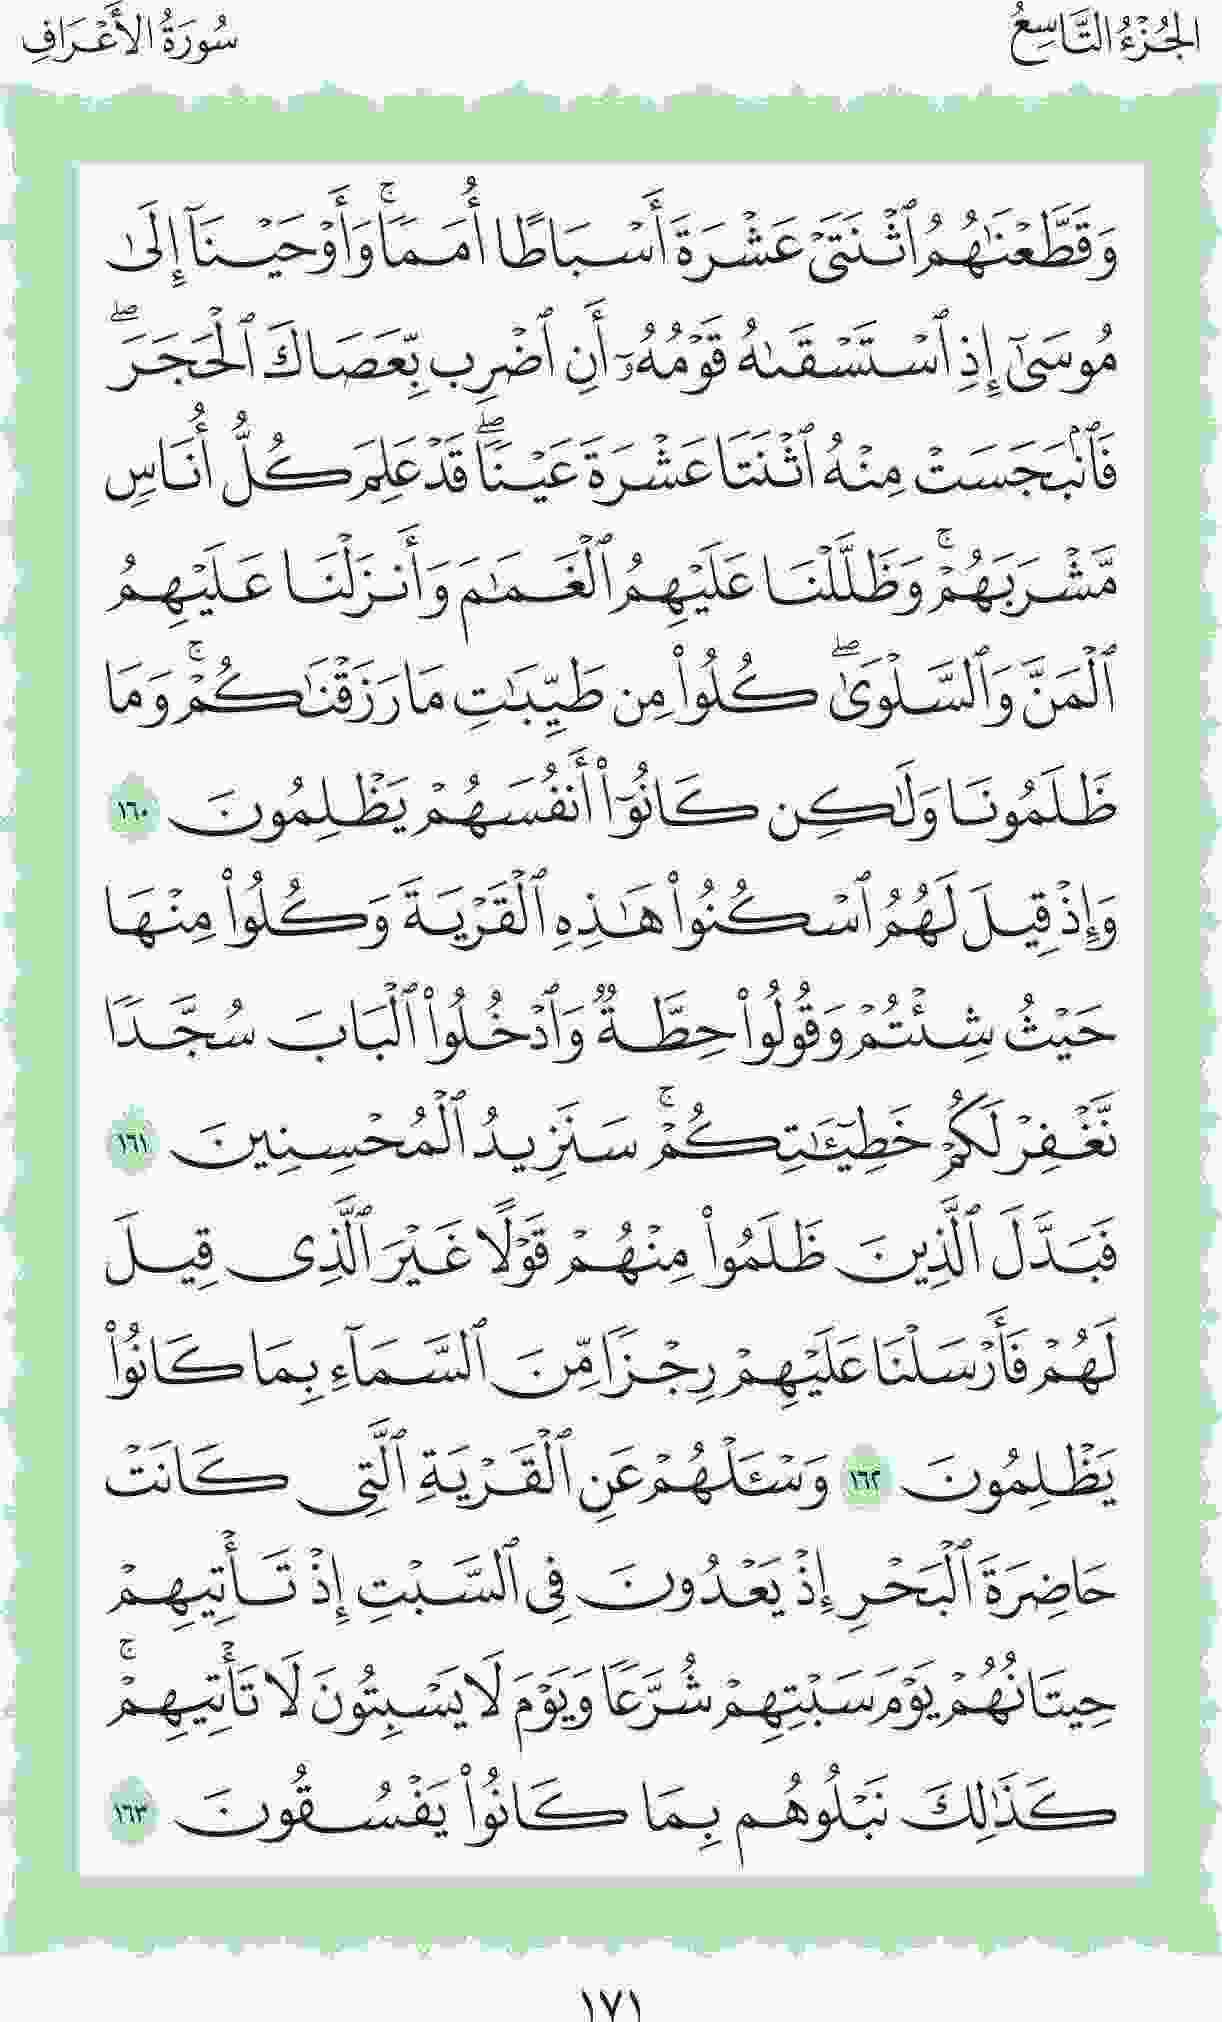 الجُزْءُ التَّاسِعُ
سُورَةُ الأَعْرَافِ
وَقَطَّعْنَٰهُمُ ٱثْنَتَىْ عَشْرَةَ أَسْبَاطًا أُمَمًاۚ وَأَوْحَيْنَآ إِلَىٰ
مُوسَىٰٓ إِذِ ٱسْتَسْقَىٰهُ قَوْمُهُۥٓ أَنِ ٱضْرِب بِّعَصَاكَ ٱلْحَجَرَۖ
فَٱنۢبَجَسَتْ مِنْهُ ٱثْنَتَا عَشْرَةَ عَيْنًاۖ قَدْ عَلِمَ كُلُّ أُنَاسٍ
مَّشْرَبَهُمْۚ وَظَلَّلْنَا عَلَيْهِمُ ٱلْغَمَٰمَ وَأَنزَلْنَا عَلَيْهِمُ
ٱلْمَنَّ وَٱلسَّلْوَىٰۖ كُلُوا۟ مِن طَيِّبَٰتِ مَا رَزَقْنَٰكُمْۚ وَمَا
ظَلَمُونَا وَلَٰكِن كَانُوٓا۟ أَنفُسَهُمْ يَظْلِمُونَ ١٦٠
وَإِذْ قِيلَ لَهُمُ ٱسْكُنُوا۟ هَٰذِهِ ٱلْقَرْيَةَ وَكُلُوا۟ مِنْهَا
حَيْثُ شِئْتُمْ وَقُولُوا۟ حِطَّةٌ وَٱدْخُلُوا۟ ٱلْبَابَ سُجَّدًا
نَّغْفِرْ لَكُمْ خَطِيٓـَٰٔتِكُمْۚ سَنَزِيدُ ٱلْمُحْسِنِينَ ١٦١
فَبَدَّلَ ٱلَّذِينَ ظَلَمُوا۟ مِنْهُمْ قَوْلًا غَيْرَ ٱلَّذِى قِيلَ
لَهُمْ فَأَرْسَلْنَا عَلَيْهِمْ رِجْزًا مِّنَ ٱلسَّمَآءِ بِمَا كَانُوا۟
يَظْلِمُونَ ١٦٢ وَسْـَٔلْهُمْ عَنِ ٱلْقَرْيَةِ ٱلَّتِى كَانَتْ
حَاضِرَةَ ٱلْبَحْرِ إِذْ يَعْدُونَ فِى ٱلسَّبْتِ إِذْ تَأْتِيهِمْ
حِيتَانُهُمْ يَوْمَ سَبْتِهِمْ شُرَّعًا وَيَوْمَ لَا يَسْبِتُونَ لَا تَأْتِيهِمْۚ
كَذَٰلِكَ نَبْلُوهُم بِمَا كَانُوا۟ يَفْسُقُونَ ١٦٣
١٧١